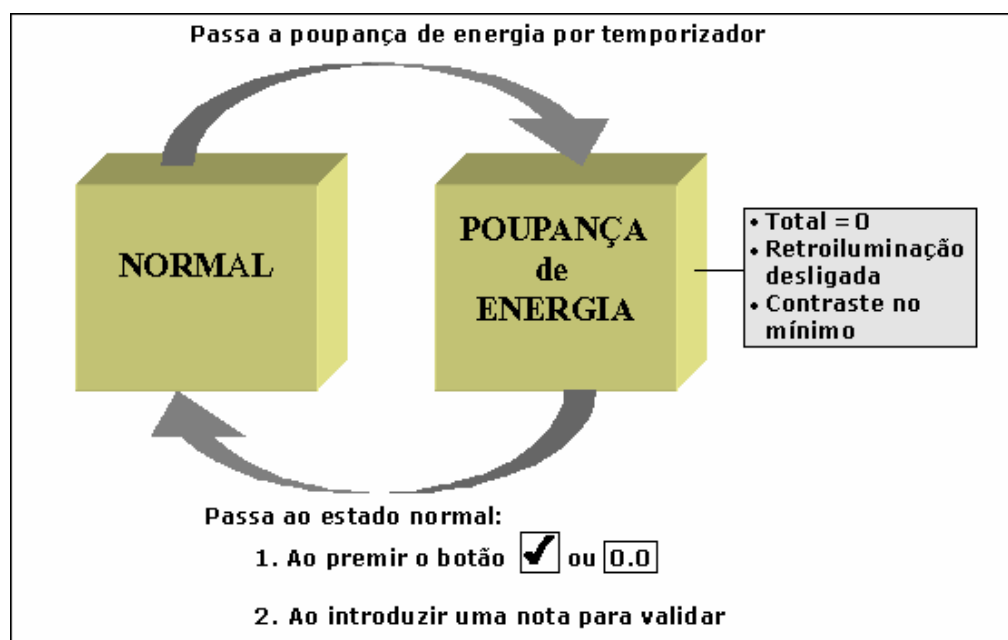 Passa a poupança de energia por temporizador
NORMAL
POUPANÇA
de
ENERGIA
• Total = 0
• Retroiluminação
desligada
• Contraste no
mínimo
Passa ao estado normal:
1. Ao premir o botão ✓ ou 0.0
2. Ao introduzir uma nota para validar